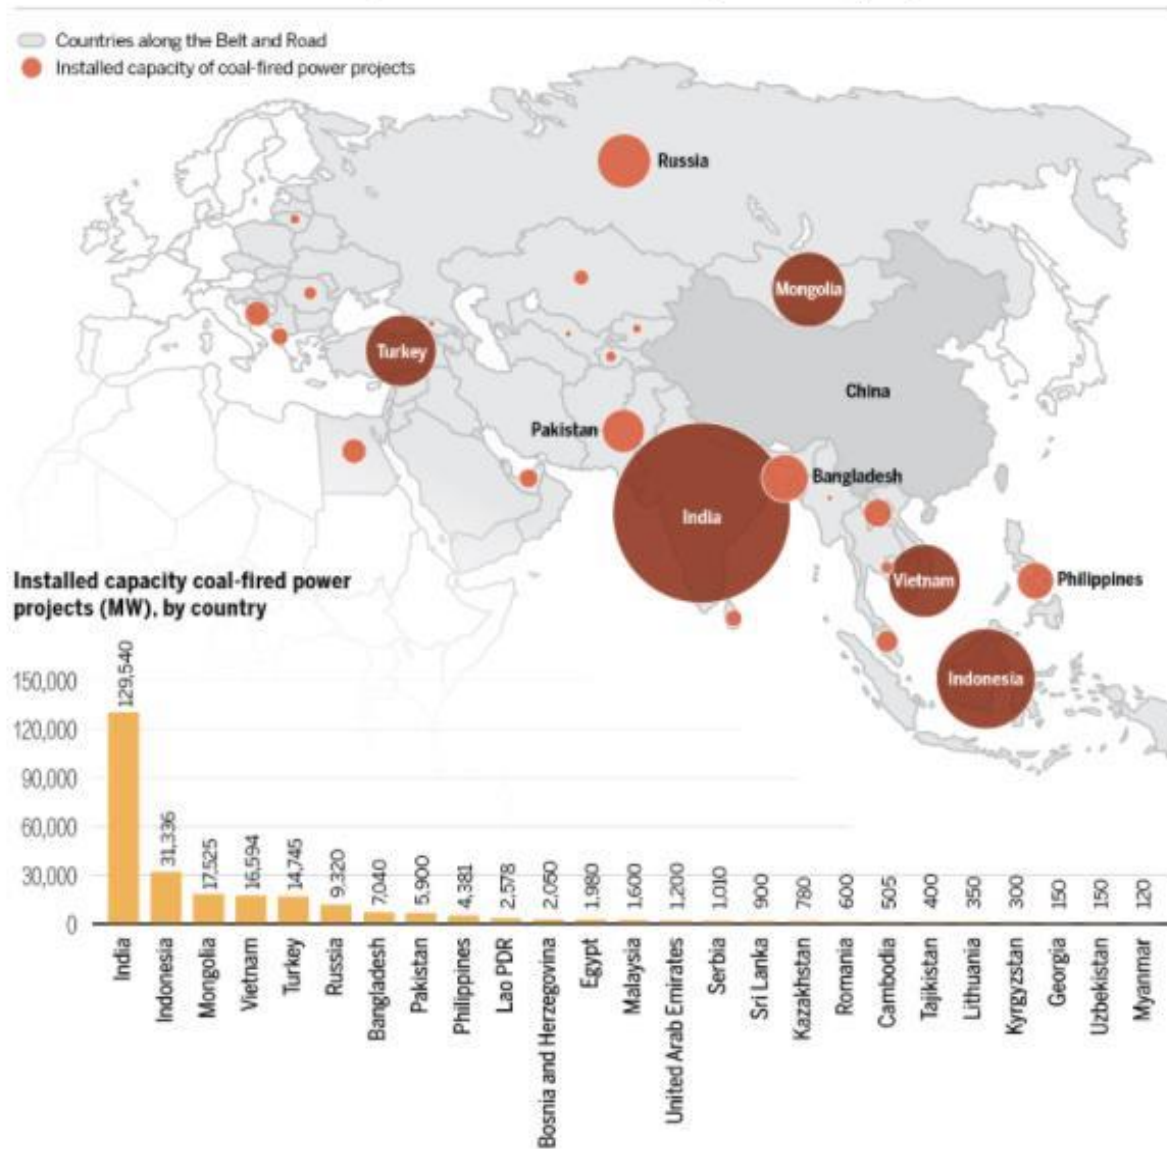 Countries along the Belt and Road
Installed capacity of coal-fired power projects
Russia
Mongolia
Turkey
China
Pakistan
Bangladesh
India
Vietnam
Philippines
Indonesia
Installed capacity coal-fired power
projects (MW), by country
150,000
120,000
90,000
60,000
30,000
0
129,540
31,336
17,525
16,594
14,745
9,320
7,040
5,900
4,381
2,578
2,050
1,980
1,600
1,200
1,010
900
780
600
505
400
350
300
150
150
120
India
Indonesia
Mongolia
Vietnam
Turkey
Russia
Bangladesh
Pakistan
Philippines
Lao PDR
Bosnia and Herzegovina
Egypt
Malaysia
United Arab Emirates
Serbia
Sri Lanka
Kazakhstan
Romania
Cambodia
Tajikistan
Lithuania
Kyrgyzstan
Georgia
Uzbekistan
Myanmar